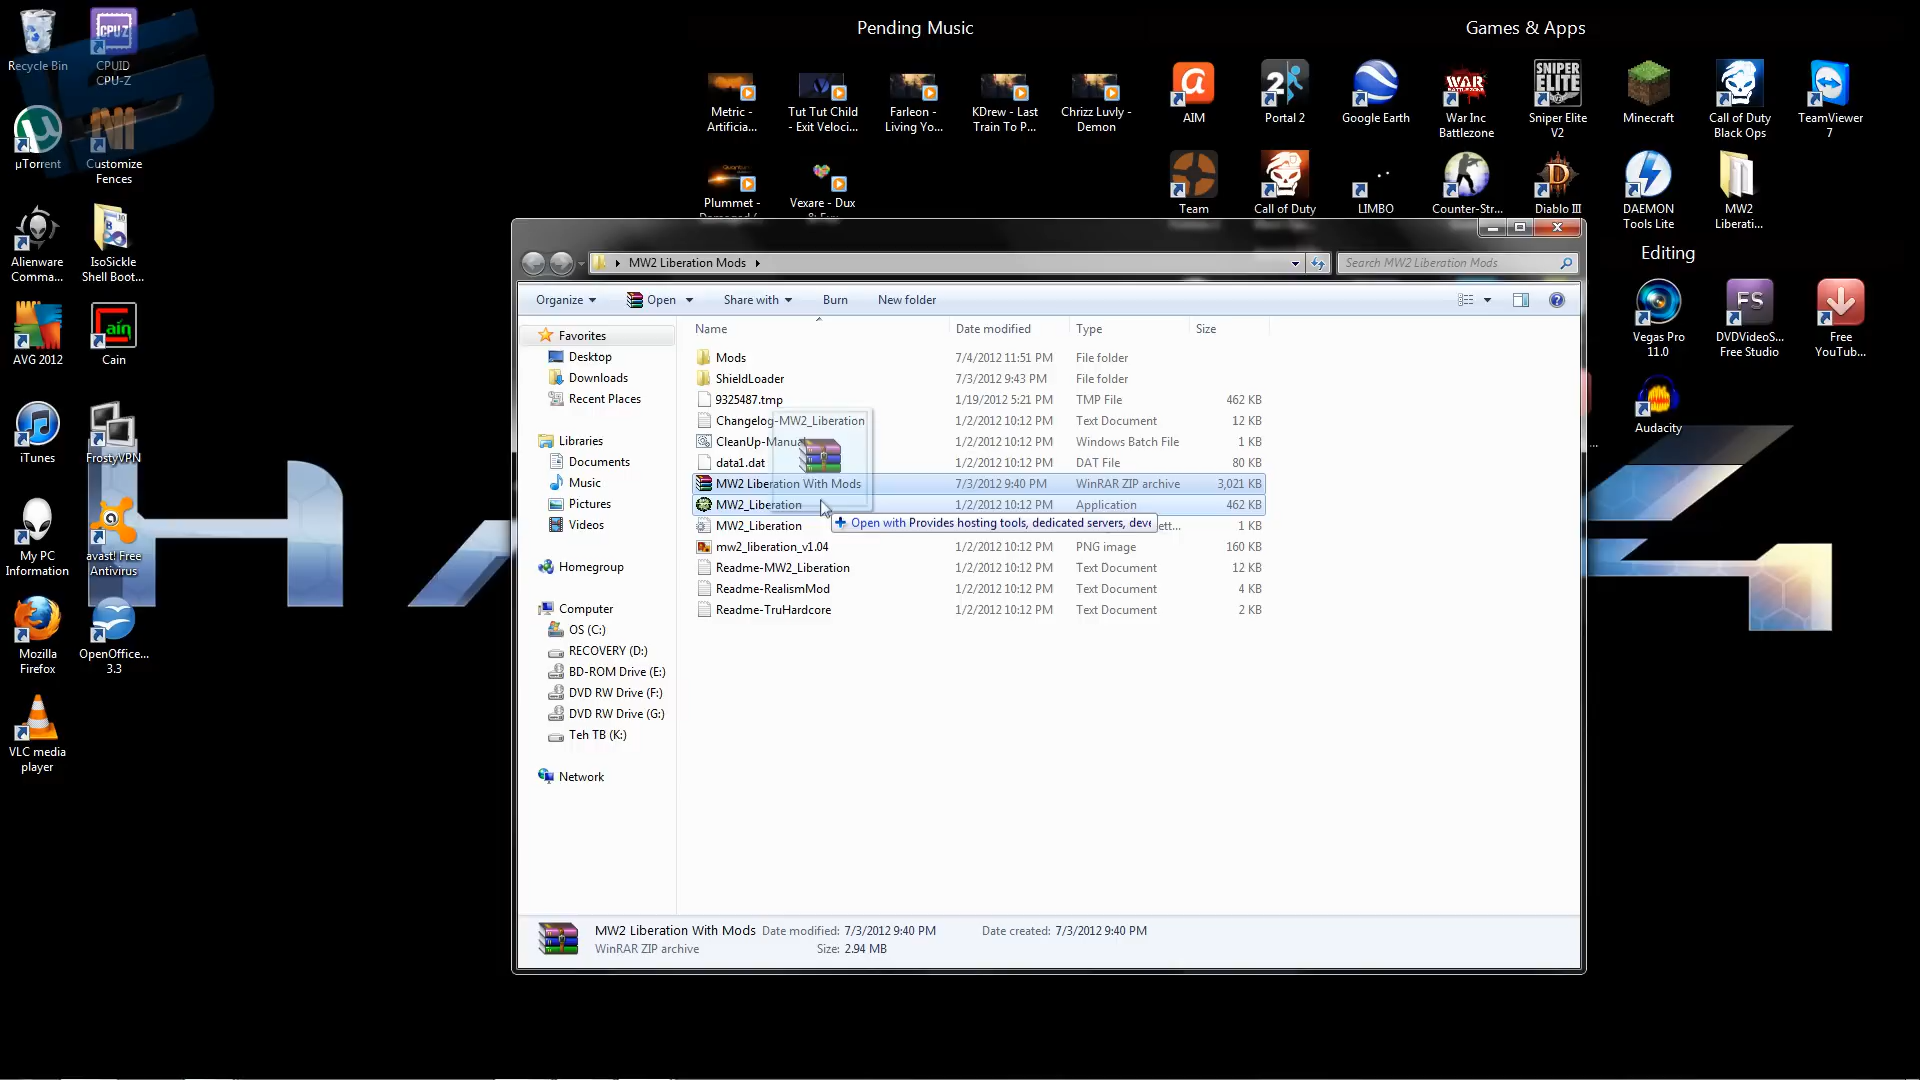 Pending Music
Games & Apps
Recycle Bin
CPUID
CPU-Z
µTorrent
Customize
Fences
Alienware
Comma...
IsoSickle
Shell Boot...
AVG 2012
Cain
iTunes
FrostyVPN
My PC
Information
avast! Free
Antivirus
Mozilla
Firefox
OpenOffice...
3.3
VLC media
player
Metric -
Artificia...
Tut Tut Child
- Exit Veloci...
Farleon -
Living Yo...
KDrew - Last
Train To P...
Chrizz Luvly -
Demon
Plummet -
Vexare - Dux
AIM
Portal 2
Google Earth
War Inc
Battlezone
Sniper Elite
V2
Minecraft
Call of Duty
Black Ops
TeamViewer
7
Team
Call of Duty
LIMBO
Counter-Str...
Diablo III
DAEMON
Tools Lite
MW2
Liberati...
Editing
Vegas Pro
11.0
DVDVideoS...
Free Studio
Free
YouTub...
Audacity
MW2 Liberation Mods
Search MW2 Liberation Mods
Organize Open Share with Burn New folder
Name Date modified Type Size
Favorites
Desktop
Downloads
Recent Places
Libraries
Documents
Music
Pictures
Videos
Homegroup
Computer
OS (C:)
RECOVERY (D:)
BD-ROM Drive (E:)
DVD RW Drive (F:)
DVD RW Drive (G:)
Teh TB (K:)
Network
Mods 7/4/2012 11:51 PM File folder
ShieldLoader 7/3/2012 9:43 PM File folder
9325487.tmp 1/19/2012 5:21 PM TMP File 462 KB
Changelog-MW2_Liberation 1/2/2012 10:12 PM Text Document 12 KB
CleanUp-Manua 1/2/2012 10:12 PM Windows Batch File 1 KB
data1.dat 1/2/2012 10:12 PM DAT File 80 KB
MW2 Liberation With Mods 7/3/2012 9:40 PM WinRAR ZIP archive 3,021 KB
MW2_Liberation 1/2/2012 10:12 PM Application 462 KB
MW2_Liberation ett... 1 KB
Open with Provides hosting tools, dedicated servers, deve
mw2_liberation_v1.04 1/2/2012 10:12 PM PNG image 160 KB
Readme-MW2_Liberation 1/2/2012 10:12 PM Text Document 12 KB
Readme-RealismMod 1/2/2012 10:12 PM Text Document 4 KB
Readme-TruHardcore 1/2/2012 10:12 PM Text Document 2 KB
MW2 Liberation With Mods Date modified: 7/3/2012 9:40 PM Date created: 7/3/2012 9:40 PM
WinRAR ZIP archive Size: 2.94 MB